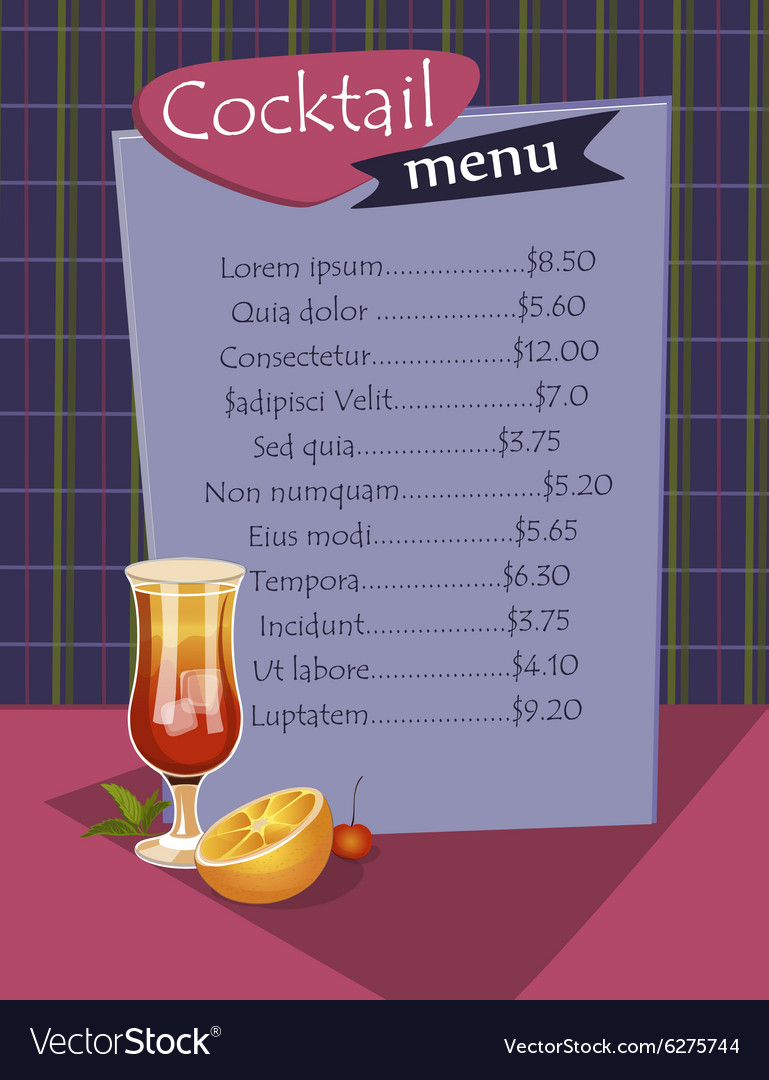 Cocktail
menu
Lorem ipsum...................$8.50
Quia dolor ...................$5.60
Consectetur...................$12.00
$adipisci Velit...................$7.0
Sed quia...................$3.75
Non numquam...................$5.20
Eius modi...................$5.65
Tempora...................$6.30
Incidunt...................$3.75
Ut labore...................$4.10
Luptatem...................$9.20
VectorStock®
VectorStock.com/6275744